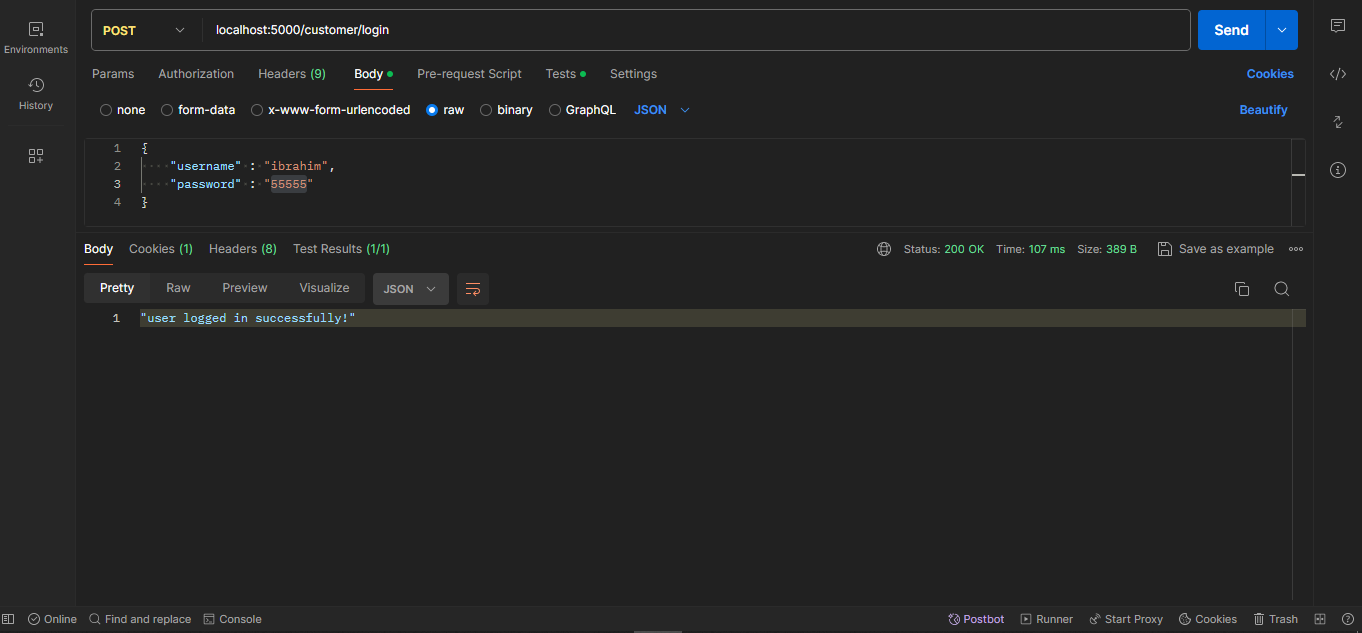 POST localhost:5000/customer/login Send
Environments
Params Authorization Headers (9) Body Pre-request Script Tests Settings Cookies
History
none form-data x-www-form-urlencoded raw binary GraphQL JSON Beautify
1 {
2 "username" : "ibrahim",
3 "password" : "55555"
4 }
Body Cookies (1) Headers (8) Test Results (1/1) Status: 200 OK Time: 107 ms Size: 389 B Save as example
Pretty Raw Preview Visualize JSON
1 "user logged in successfully!"
Online Find and replace Console Postbot Runner Start Proxy Cookies Trash